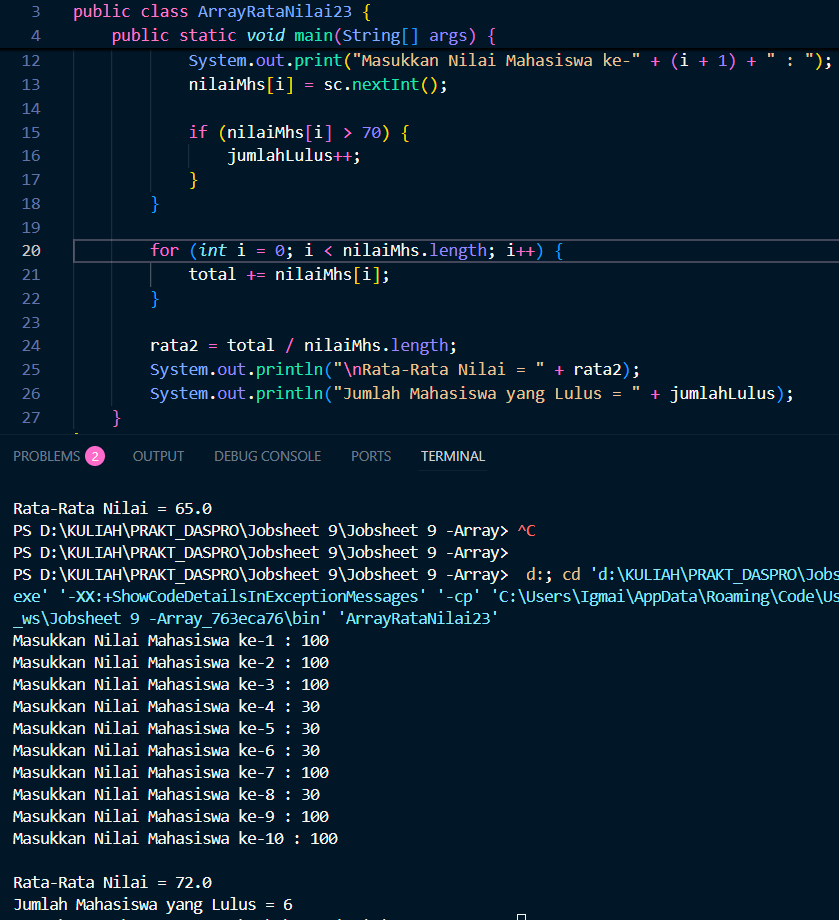 3 public class ArrayRataNilai23 {
4 public static void main(String[] args) {
12 System.out.print("Masukkan Nilai Mahasiswa ke-" + (i + 1) + " : ");
13 nilaiMhs[i] = sc.nextInt();
14
15 if (nilaiMhs[i] > 70) {
16 jumlahLulus++;
17 }
18 }
19
20 for (int i = 0; i < nilaiMhs.length; i++) {
21 total += nilaiMhs[i];
22 }
23
24 rata2 = total / nilaiMhs.length;
25 System.out.println("\nRata-Rata Nilai = " + rata2);
26 System.out.println("Jumlah Mahasiswa yang Lulus = " + jumlahLulus);
27 }
PROBLEMS 2 OUTPUT DEBUG CONSOLE PORTS TERMINAL
Rata-Rata Nilai = 65.0
PS D:\KULIAH\PRAKT_DASPRO\Jobsheet 9\Jobsheet 9 -Array> ^C
PS D:\KULIAH\PRAKT_DASPRO\Jobsheet 9\Jobsheet 9 -Array>
PS D:\KULIAH\PRAKT_DASPRO\Jobsheet 9\Jobsheet 9 -Array> d:; cd 'd:\KULIAH\PRAKT_DASPRO\Jobs
exe' '-XX:+ShowCodeDetailsInExceptionMessages' '-cp' 'C:\Users\Igmai\AppData\Roaming\Code\Us
_ws\Jobsheet 9 -Array_763eca76\bin' 'ArrayRataNilai23'
Masukkan Nilai Mahasiswa ke-1 : 100
Masukkan Nilai Mahasiswa ke-2 : 100
Masukkan Nilai Mahasiswa ke-3 : 100
Masukkan Nilai Mahasiswa ke-4 : 30
Masukkan Nilai Mahasiswa ke-5 : 30
Masukkan Nilai Mahasiswa ke-6 : 30
Masukkan Nilai Mahasiswa ke-7 : 100
Masukkan Nilai Mahasiswa ke-8 : 30
Masukkan Nilai Mahasiswa ke-9 : 100
Masukkan Nilai Mahasiswa ke-10 : 100
Rata-Rata Nilai = 72.0
Jumlah Mahasiswa yang Lulus = 6